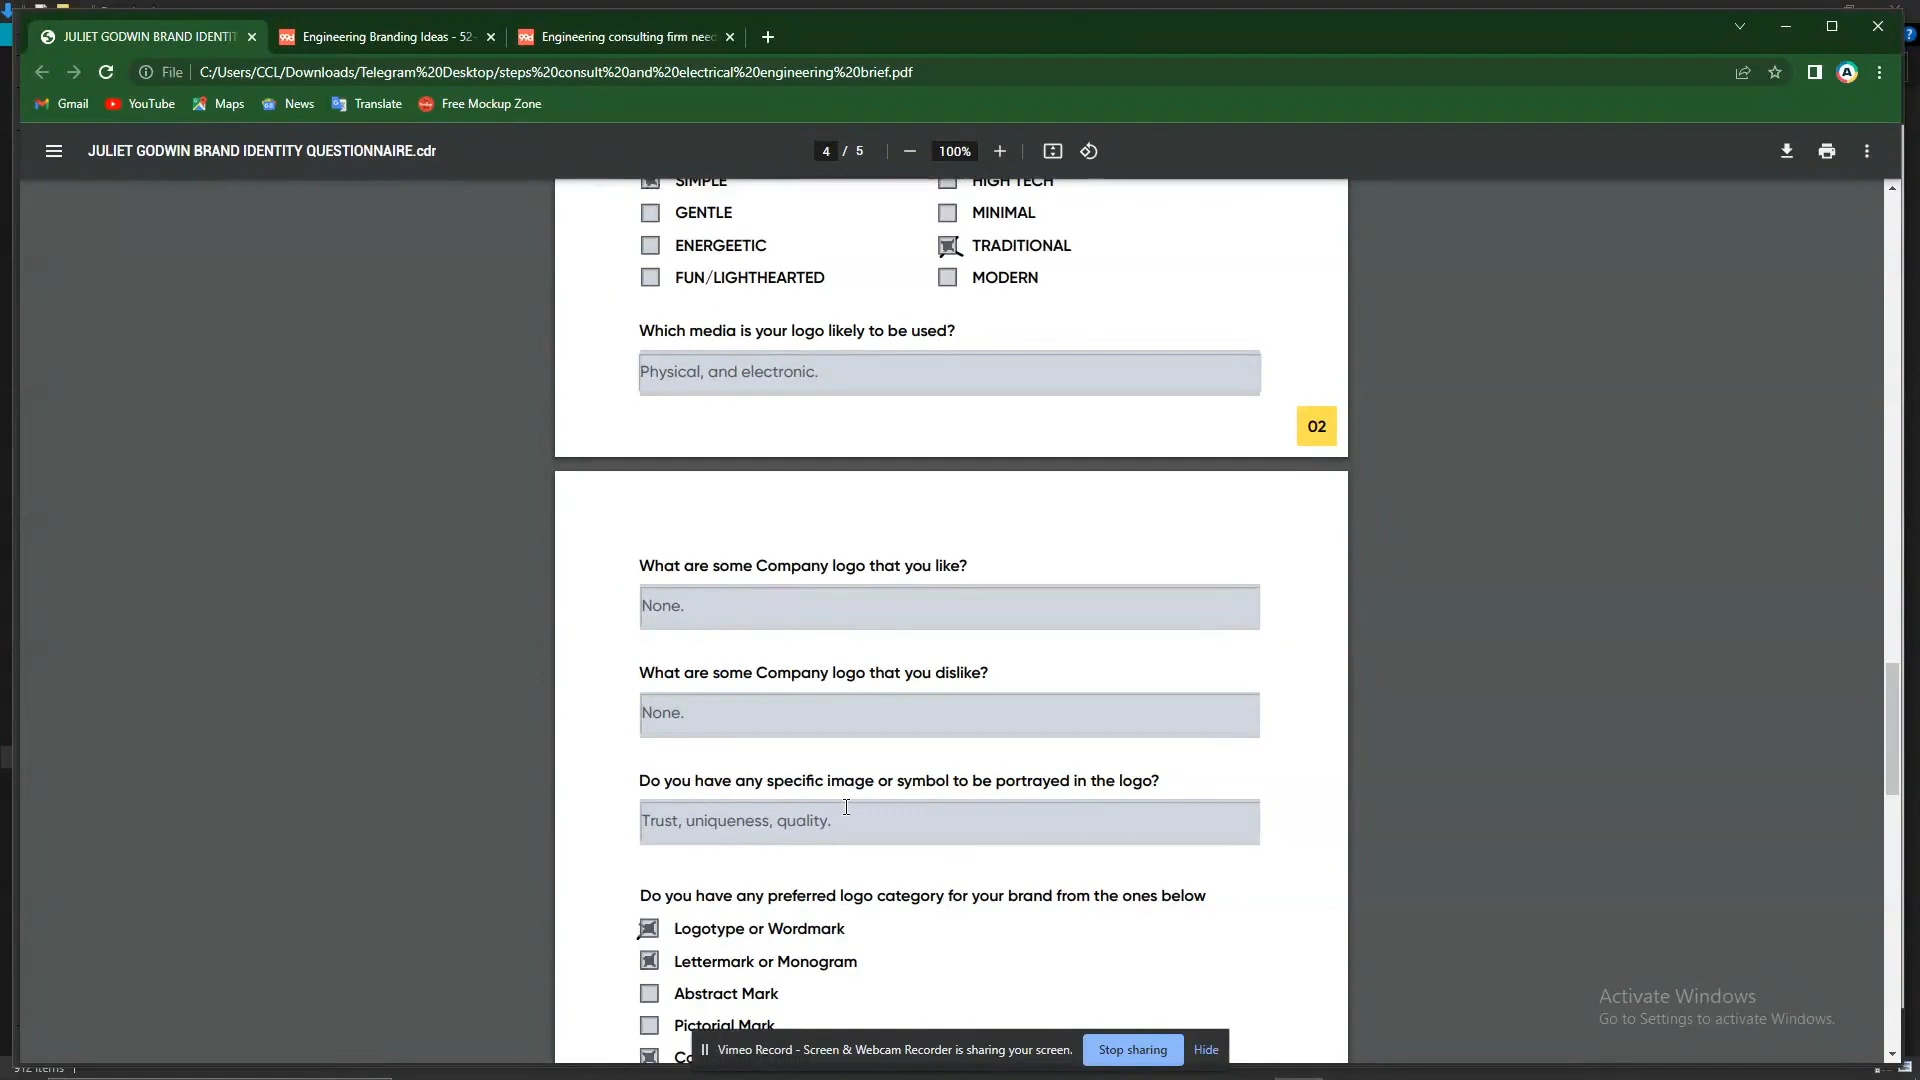 JULIET GODWIN BRAND IDENTIT
Engineering Branding Ideas - 52
Engineering consulting firm need
File
C:/Users/CCL/Downloads/Telegram%20Desktop/steps%20consult%20and%20electrical%20engineering%20brief.pdf
Gmail
YouTube
Maps
News
Translate
Free Mockup Zone
JULIET GODWIN BRAND IDENTITY QUESTIONNAIRE.cdr
4 / 5
100%
SIMPLE
HIGH TECH
GENTLE
MINIMAL
ENERGEETIC
TRADITIONAL
FUN/LIGHTHEARTED
MODERN
Which media is your logo likely to be used?
Physical, and electronic.
02
What are some Company logo that you like?
None.
What are some Company logo that you dislike?
None.
Do you have any specific image or symbol to be portrayed in the logo?
Trust, uniqueness, quality.
Do you have any preferred logo category for your brand from the ones below
Logotype or Wordmark
Lettermark or Monogram
Abstract Mark
Pictorial Mark
Activate Windows
Go to Settings to activate Windows.
Vimeo Record - Screen & Webcam Recorder is sharing your screen.
Stop sharing
Hide